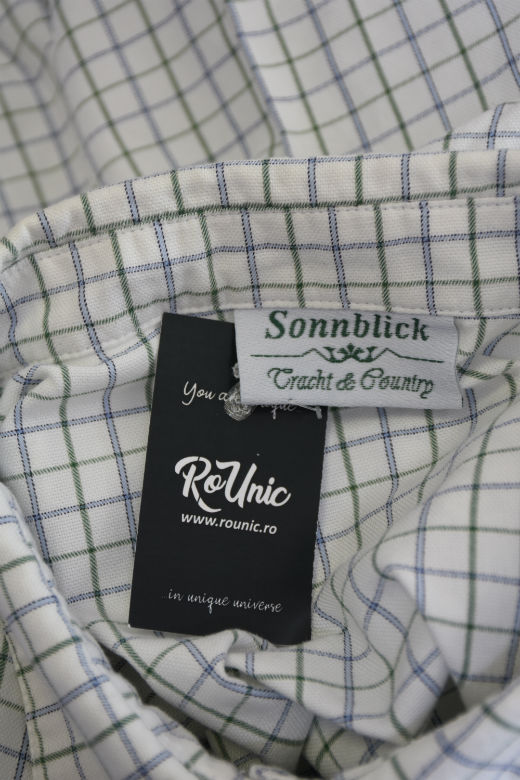 Sonnblick
Tracht & Country
You a
RoUnic
www.rounic.ro
...in unique universe